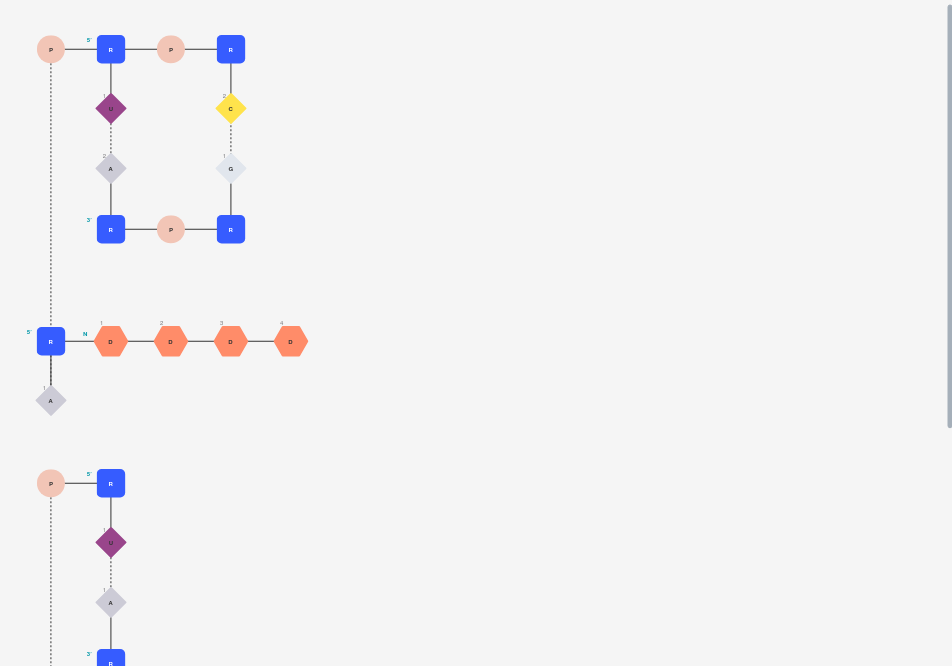 P 5' R P R
1 U 2 C
2 A 1 G
3' R P R
5' R N 1 D 2 D 3 D 4 D
1 A
P 5' R
1 U
1 A
3' R